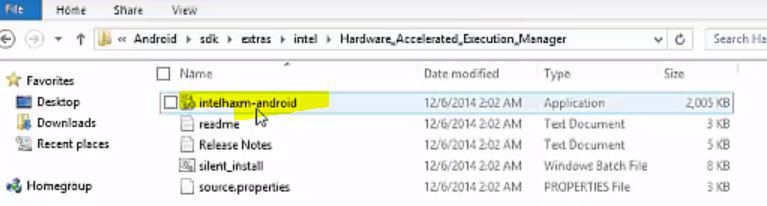 File Home Share View
« Android › sdk › extras › intel › Hardware_Accelerated_Execution_Manager Search Ha
Favorites
Desktop
Downloads
Recent places
Homegroup
Name Date modified Type Size
intelhaxm-android 12/6/2014 2:02 AM Application 2,005 KB
readme 12/6/2014 2:02 AM Text Document 3 KB
Release Notes 12/6/2014 2:02 AM Text Document 5 KB
silent_install 12/6/2014 2:02 AM Windows Batch File 8 KB
source.properties 12/6/2014 2:02 AM PROPERTIES File 3 KB